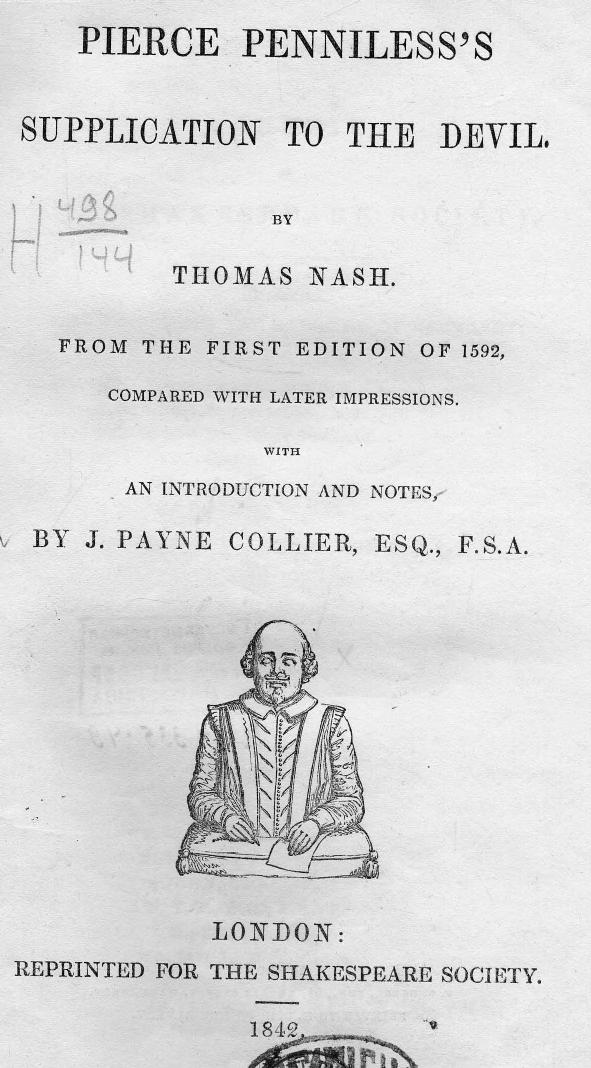 PIERCE PENNILESS'S
SUPPLICATION TO THE DEVIL.
H 498
144
BY
THOMAS NASH.
FROM THE FIRST EDITION OF 1592,
COMPARED WITH LATER IMPRESSIONS.
WITH
AN INTRODUCTION AND NOTES,
BY J. PAYNE COLLIER, ESQ., F.S.A.
LONDON:
REPRINTED FOR THE SHAKESPEARE SOCIETY.
1842.